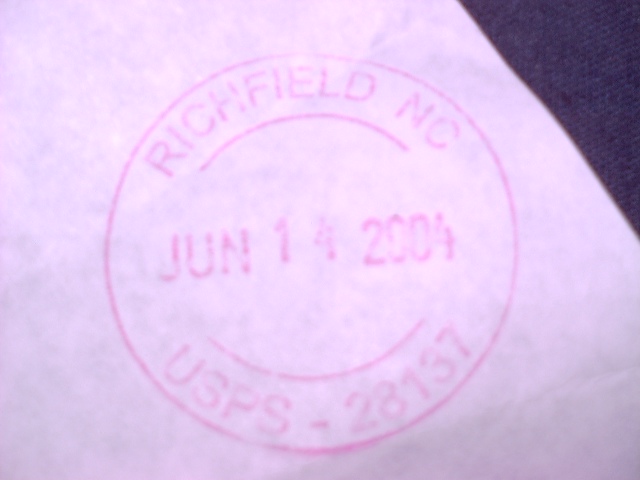 RICHFIELD NC
JUN 14 2004
USPS - 28137